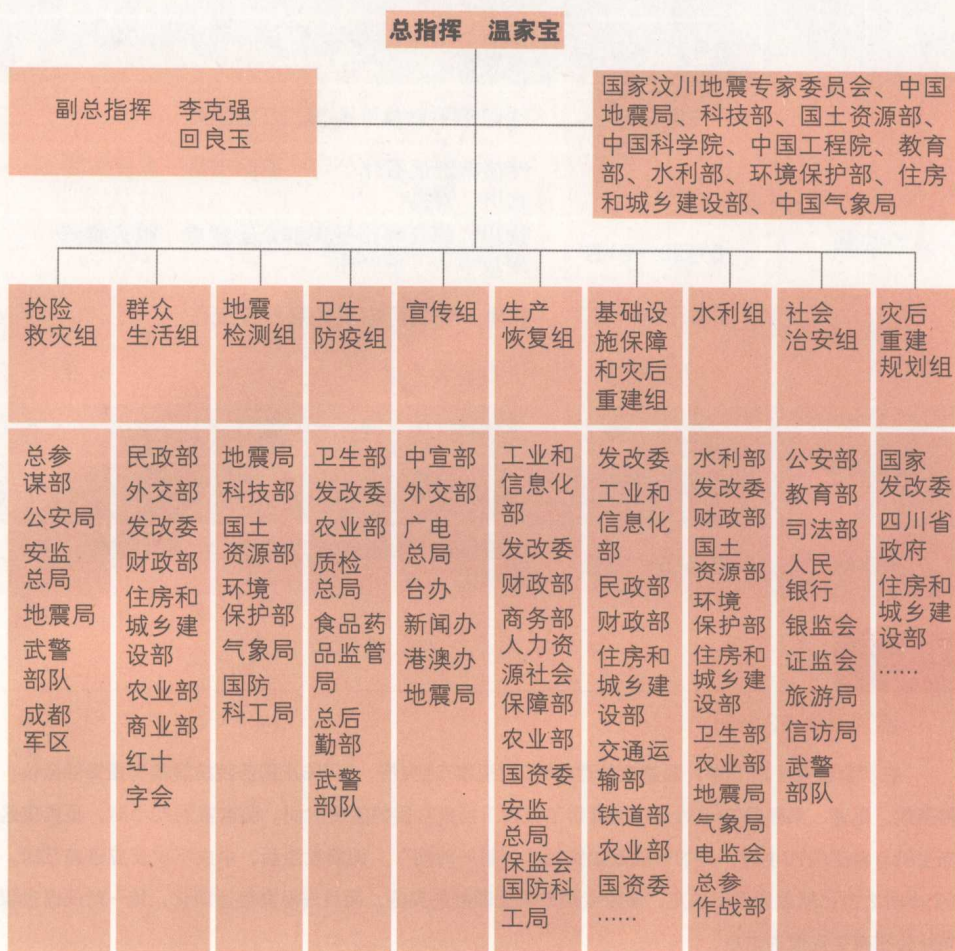 总指挥 温家宝
副总指挥 李克强
回良玉
国家汶川地震专家委员会、中国
地震局、科技部、国土资源部、
中国科学院、中国工程院、教育
部、水利部、环境保护部、住房
和城乡建设部、中国气象局
抢险
救灾组
群众
生活组
地震
检测组
卫生
防疫组
宣传组
生产
恢复组
基础设
施保障
和灾后
重建组
水利组
社会
治安组
灾后
重建
规划组
总参
谋部
公安局
安监
总局
地震局
武警
部队
成都
军区
民政部
外交部
发改委
财政部
住房和
城乡建
设部
农业部
商业部
红十
字会
地震局
科技部
国土
资源部
环境
保护部
气象局
国防
科工局
卫生部
发改委
农业部
质检
总局
食品药
品监管
局
总后
勤部
武警
部队
中宣部
外交部
广电
总局
台办
新闻办
港澳办
地震局
工业和
信息化
部
发改委
财政部
商务部
人力资
源社会
保障部
农业部
国资委
安监
总局
保监会
国防科
工局
发改委
工业和
信息化
部
民政部
财政部
住房和
城乡建
设部
交通运
输部
铁道部
农业部
国资委
……
水利部
发改委
财政部
国土
资源部
环境
保护部
住房和
城乡建
设部
卫生部
农业部
地震局
气象局
电监会
总参
作战部
公安部
教育部
司法部
人民
银行
银监会
证监会
旅游局
信访局
武警
部队
国家
发改委
四川省
政府
住房和
城乡建
设部
……